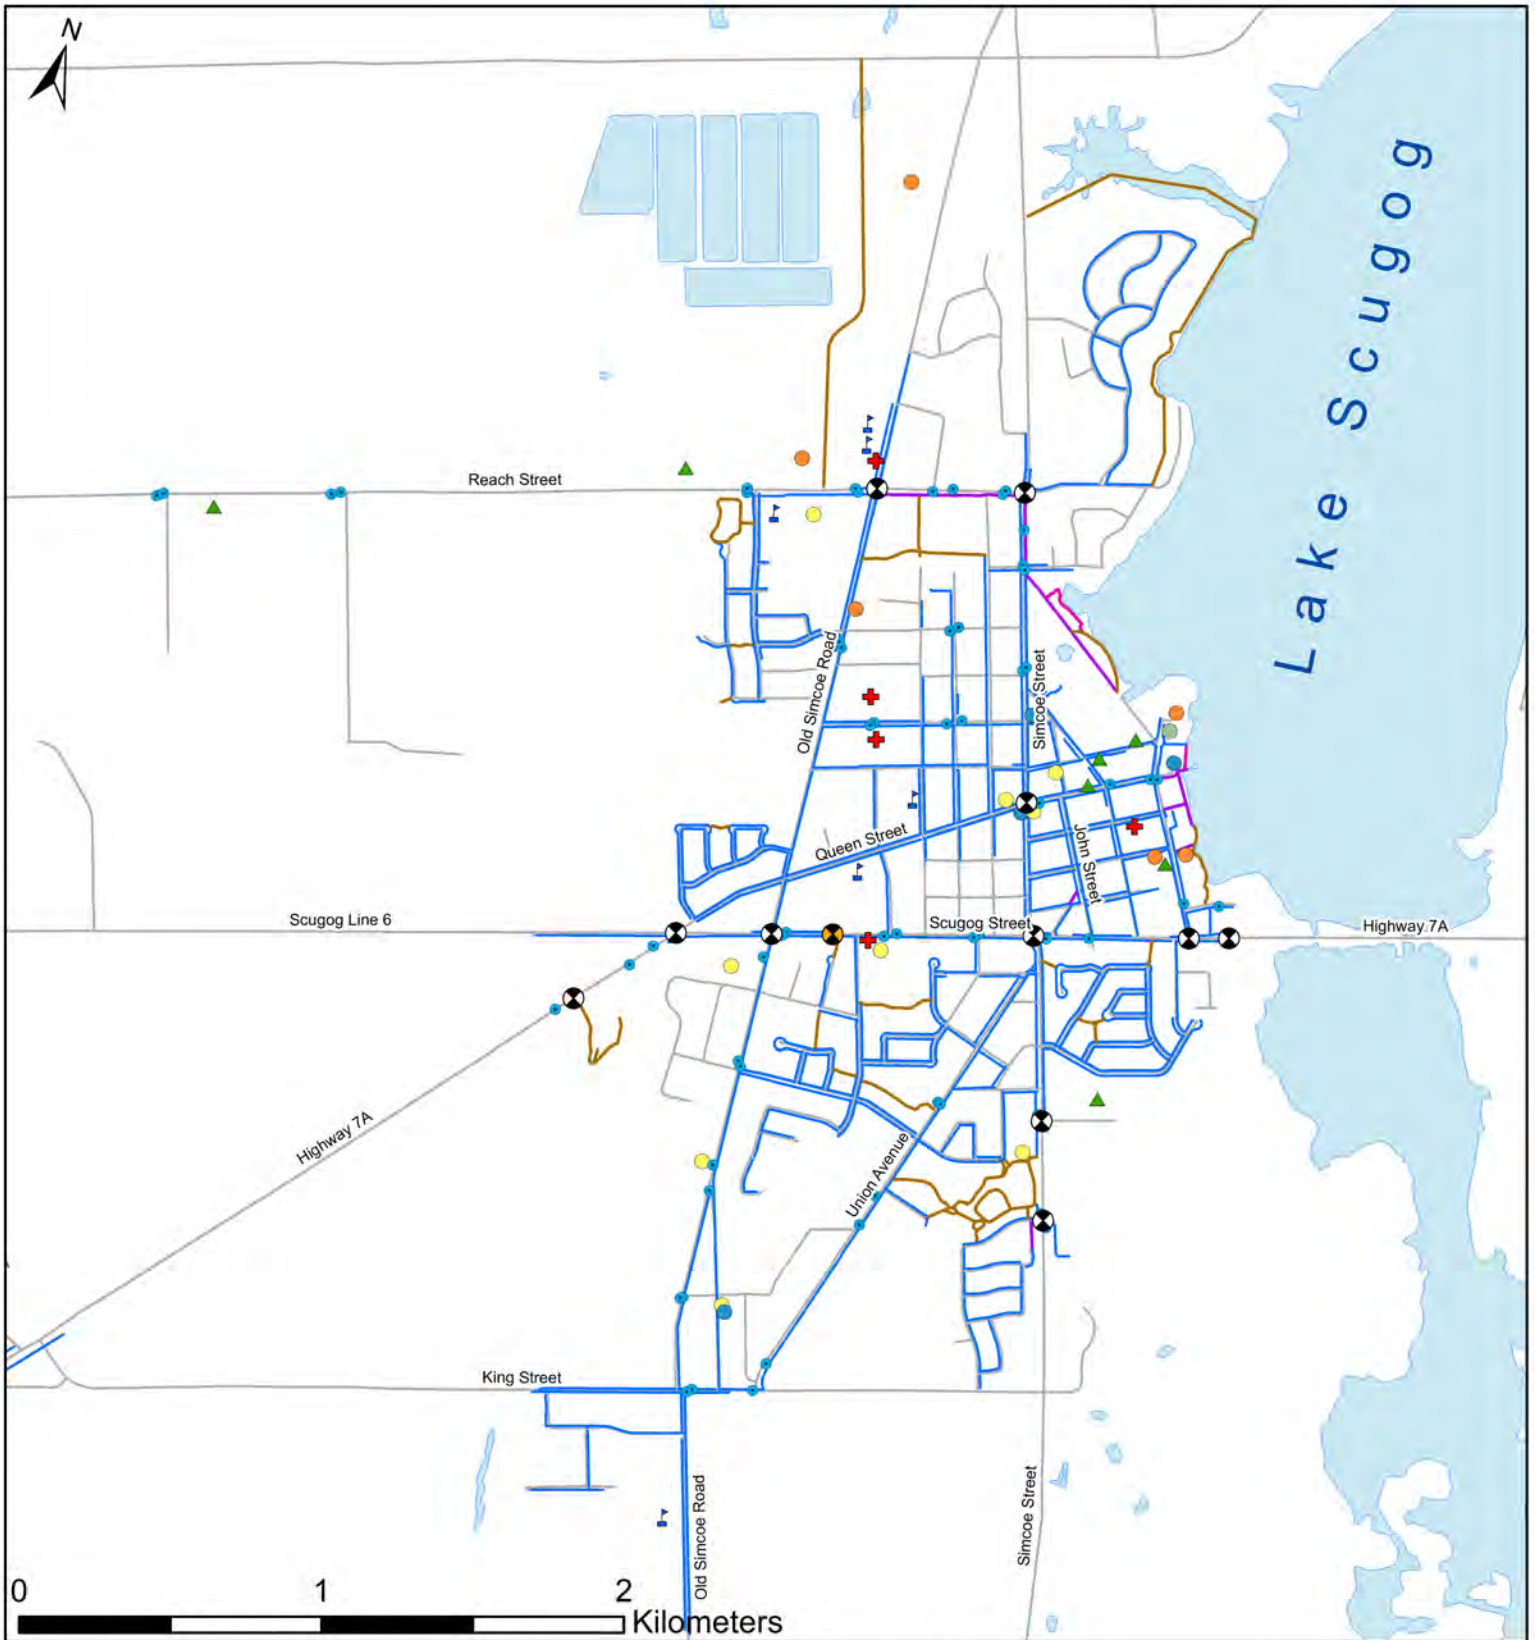 N
Lake Scugog
Reach Street
Old Simcoe Road
Simcoe Street
Queen Street
John Street
Scugog Line 6
Scugog Street
Highway 7A
Highway 7A
Union Avenue
King Street
Old Simcoe Road
Simcoe Street
0 1 2
Kilometers